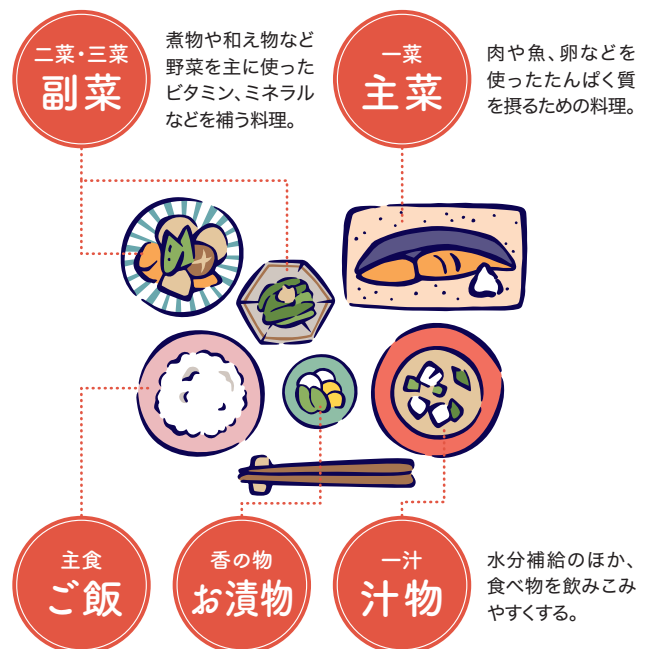 二菜・三菜
副菜
煮物や和え物など
野菜を主に使った
ビタミン、ミネラル
などを補う料理。
一菜
主菜
肉や魚、卵などを
使ったたんぱく質
を摂るための料理。
主食
ご飯
香の物
お漬物
一汁
汁物
水分補給のほか、
食べ物を飲みこみ
やすくする。